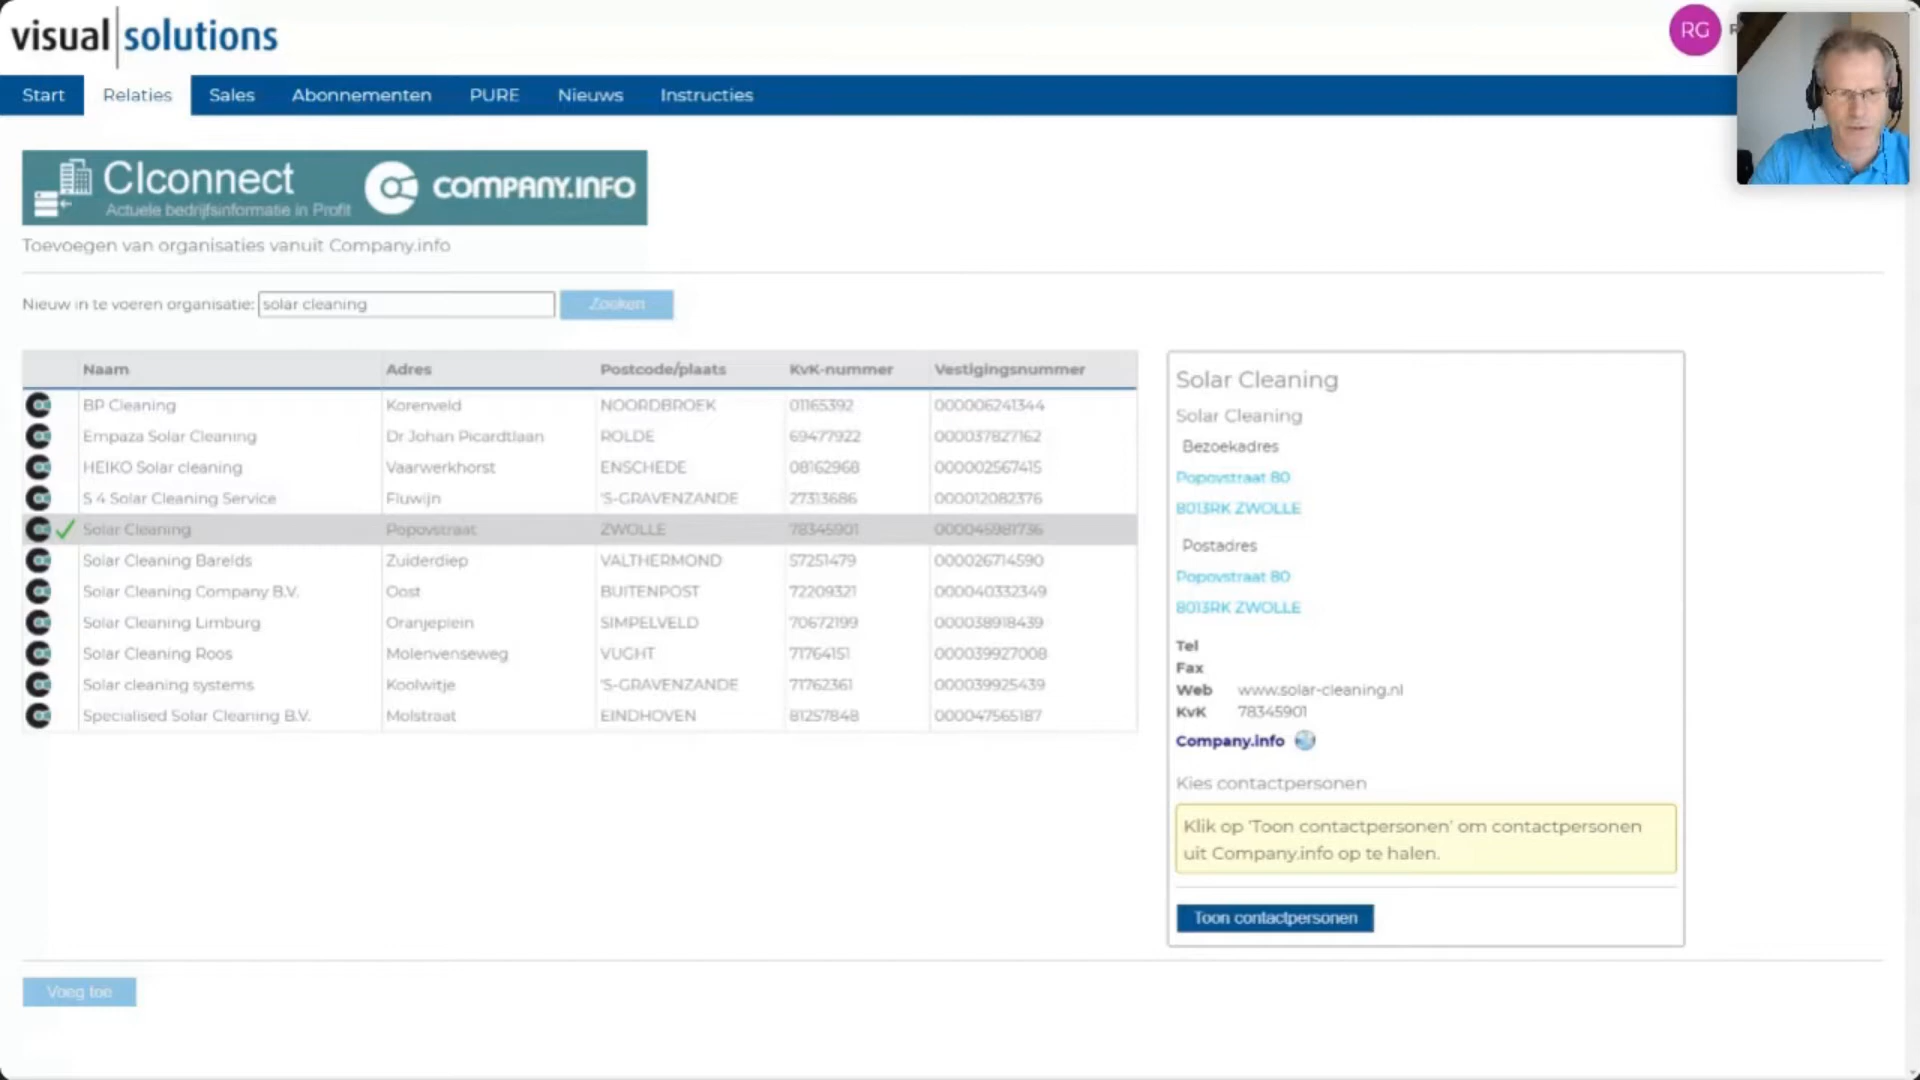 visual solutions
RG
Start Relaties Sales Abonnementen PURE Nieuws Instructies
CIconnect
Actuele bedrijfsinformatie in Profit
COMPANY.INFO
Toevoegen van organisaties vanuit Company.info
Nieuw in te voeren organisatie: solar cleaning Zoeken
Naam Adres Postcode/plaats KvK-nummer Vestigingsnummer
BP Cleaning Korenveld NOORDBROEK 01165392 000006241344
Empaza Solar Cleaning Dr Johan Picardtlaan ROLDE 69477922 000037827162
HEIKO Solar cleaning Vaarwerkhorst ENSCHEDE 08162968 000002567415
S 4 Solar Cleaning Service Fluwijn 'S-GRAVENZANDE 27313686 000012082376
Solar Cleaning Popovstraat ZWOLLE 78345901 000045981736
Solar Cleaning Barelds Zuiderdiep VALTHERMOND 57251479 000026714590
Solar Cleaning Company B.V. Oost BUITENPOST 72209321 000040332349
Solar Cleaning Limburg Oranjeplein SIMPELVELD 70672199 000038918439
Solar Cleaning Roos Molenvenseweg VUGHT 71764151 000039927008
Solar cleaning systems Koolwitje 'S-GRAVENZANDE 71762361 000039925439
Specialised Solar Cleaning B.V. Molstraat EINDHOVEN 81257848 000047565187
Solar Cleaning
Solar Cleaning
Bezoekadres
Popovstraat 80
8013RK ZWOLLE
Postadres
Popovstraat 80
8013RK ZWOLLE
Tel
Fax
Web www.solar-cleaning.nl
KvK 78345901
Company.info
Kies contactpersonen
Klik op 'Toon contactpersonen' om contactpersonen
uit Company.info op te halen.
Toon contactpersonen
Voeg toe